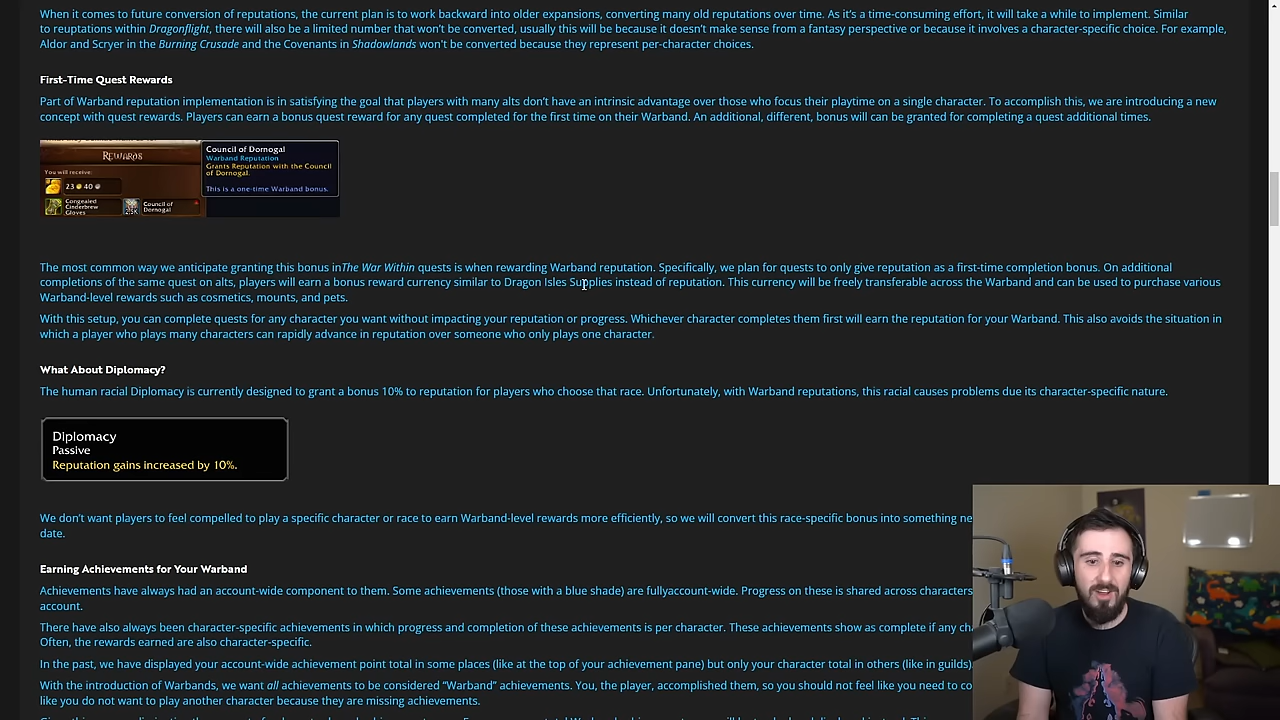 When it comes to future conversion of reputations, the current plan is to work backward into older expansions, converting many old reputations over time. As it's a time-consuming effort, it will take a while to implement. Similar
to reuptations within Dragonflight, there will also be a limited number that won't be converted, usually this will be because it doesn't make sense from a fantasy perspective or because it involves a character-specific choice. For example,
Aldor and Scryer in the Burning Crusade and the Covenants in Shadowlands won't be converted because they represent per-character choices.
First-Time Quest Rewards
Part of Warband reputation implementation is in satisfying the goal that players with many alts don't have an intrinsic advantage over those who focus their playtime on a single character. To accomplish this, we are introducing a new
concept with quest rewards. Players can earn a bonus quest reward for any quest completed for the first time on their Warband. An additional, different, bonus will can be granted for completing a quest additional times.
Rewards
You will receive:
23 40
Congealed
Cinderbrew
Gloves
2.5K
Council of
Dornogal
Council of Dornogal
Warband Reputation
Grants Reputation with the Council
of Dornogal.
This is a one-time Warband bonus.
The most common way we anticipate granting this bonus inThe War Within quests is when rewarding Warband reputation. Specifically, we plan for quests to only give reputation as a first-time completion bonus. On additional
completions of the same quest on alts, players will earn a bonus reward currency similar to Dragon Isles Supplies instead of reputation. This currency will be freely transferable across the Warband and can be used to purchase various
Warband-level rewards such as cosmetics, mounts, and pets.
With this setup, you can complete quests for any character you want without impacting your reputation or progress. Whichever character completes them first will earn the reputation for your Warband. This also avoids the situation in
which a player who plays many characters can rapidly advance in reputation over someone who only plays one character.
What About Diplomacy?
The human racial Diplomacy is currently designed to grant a bonus 10% to reputation for players who choose that race. Unfortunately, with Warband reputations, this racial causes problems due its character-specific nature.
Diplomacy
Passive
Reputation gains increased by 10%.
We don't want players to feel compelled to play a specific character or race to earn Warband-level rewards more efficiently, so we will convert this race-specific bonus into something ne
date.
Earning Achievements for Your Warband
Achievements have always had an account-wide component to them. Some achievements (those with a blue shade) are fullyaccount-wide. Progress on these is shared across characters
account.
There have also always been character-specific achievements in which progress and completion of these achievements is per character. These achievements show as complete if any ch
Often, the rewards earned are also character-specific.
In the past, we have displayed your account-wide achievement point total in some places (like at the top of your achievement pane) but only your character total in others (like in guilds)
With the introduction of Warbands, we want all achievements to be considered "Warband" achievements. You, the player, accomplished them, so you should not feel like you need to co
like you do not want to play another character because they are missing achievements.